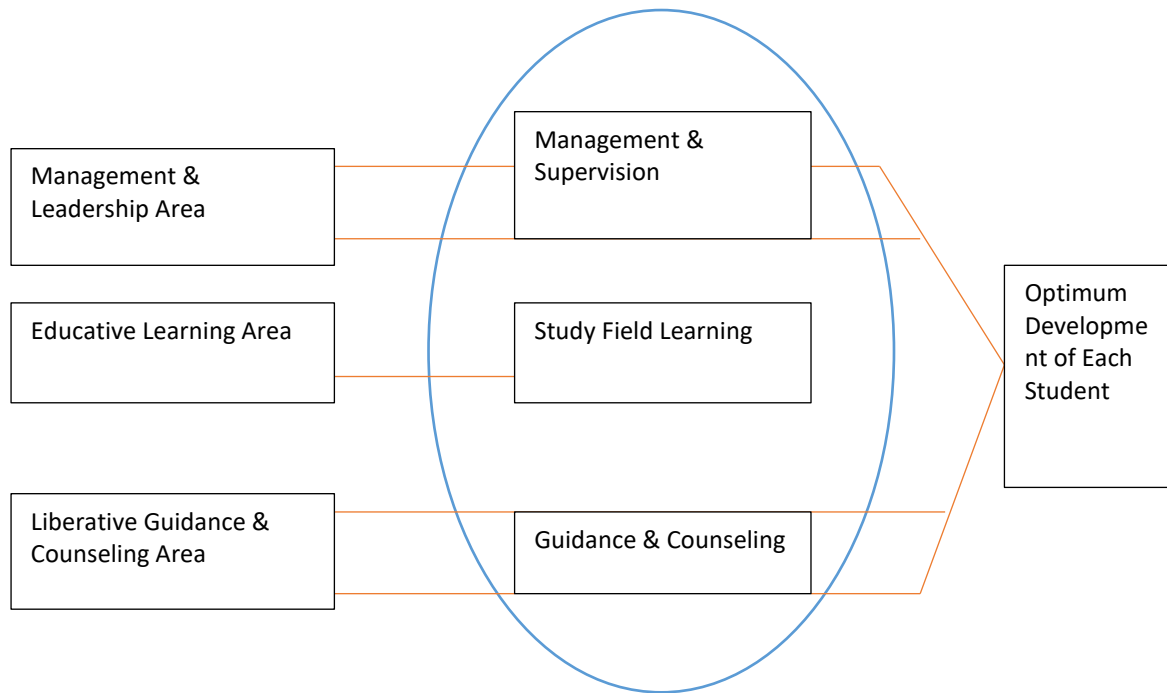 Management &
Supervision
Management &
Leadership Area
Optimum
Developme
nt of Each
Student
Educative Learning Area
Study Field Learning
Liberative Guidance &
Counseling Area
Guidance & Counseling